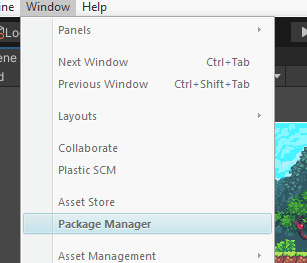 Window Help
Panels
Next Window Ctrl+Tab
Previous Window Ctrl+Shift+Tab
Layouts
Collaborate
Plastic SCM
Asset Store
Package Manager
Asset Management